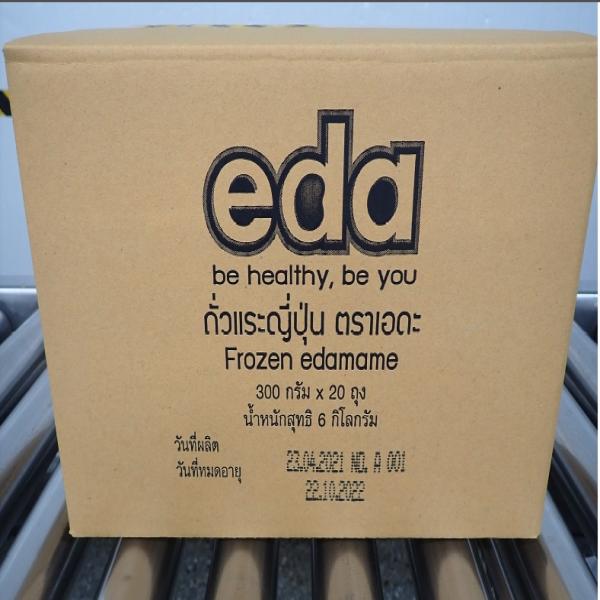 eda
be healthy, be you
ถั่วแระญี่ปุ่น ตราเอดะ
Frozen edamame
300 กรัม x 20 ถุง
น้ำหนักสุทธิ 6 กิโลกรัม
วันที่ผลิต 23.04.2021 NO. A 001
วันที่หมดอายุ 22.10.2022